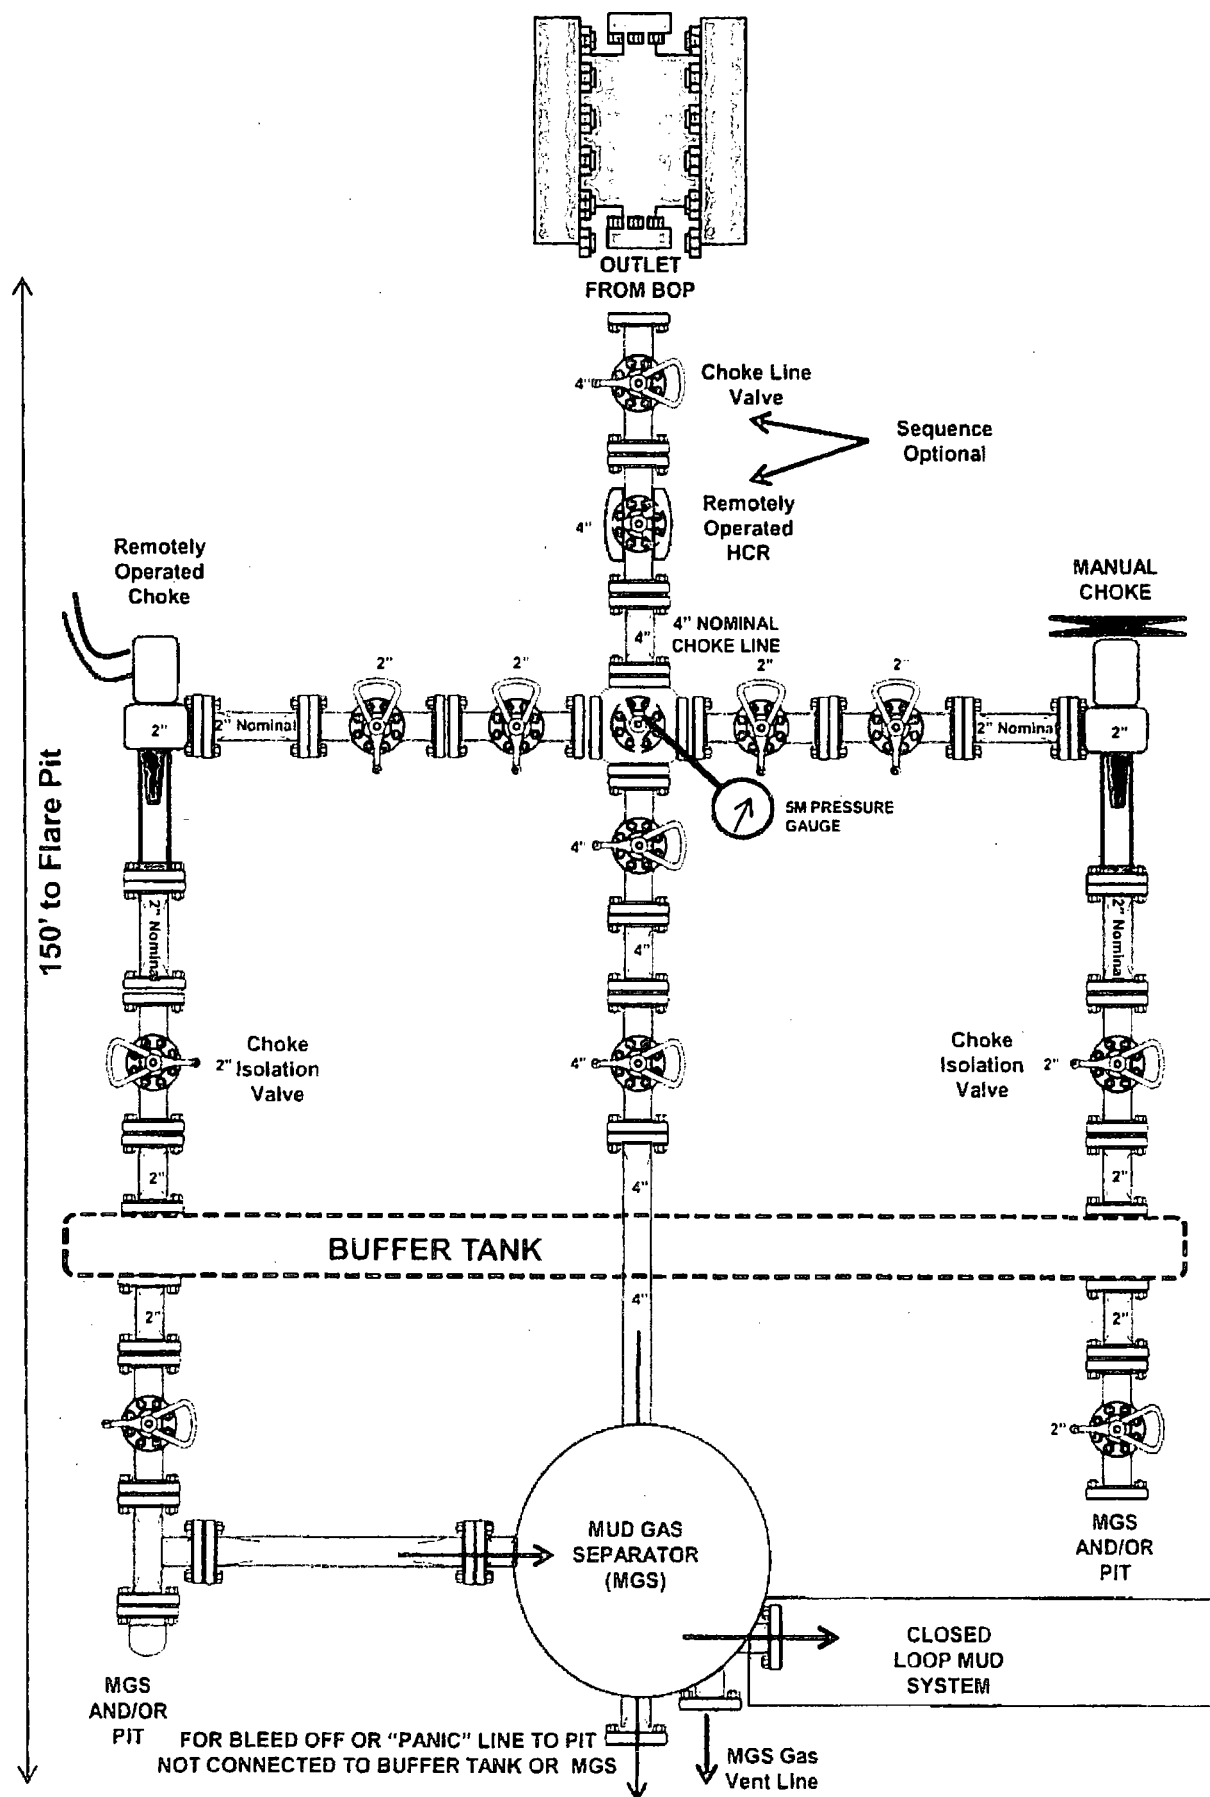 OUTLET
FROM BOP
4"
Choke Line
Valve
Sequence
Optional
4"
Remotely
Operated
HCR
Remotely
Operated
Choke
MANUAL
CHOKE
4" NOMINAL
CHOKE LINE
4"
2"
2"
2"
2"
2"
2" Nominal
2" Nominal
2"
5M PRESSURE
GAUGE
4"
150' to Flare Pit
2" Nominal
4"
2" Nominal
Choke
2" Isolation
Valve
4"
Choke
Isolation
Valve
2"
2"
4"
2"
BUFFER TANK
2"
4"
2"
2"
MUD GAS
SEPARATOR
(MGS)
MGS
AND/OR
PIT
CLOSED
LOOP MUD
SYSTEM
MGS
AND/OR
PIT
FOR BLEED OFF OR "PANIC" LINE TO PIT
NOT CONNECTED TO BUFFER TANK OR MGS
MGS Gas
Vent Line